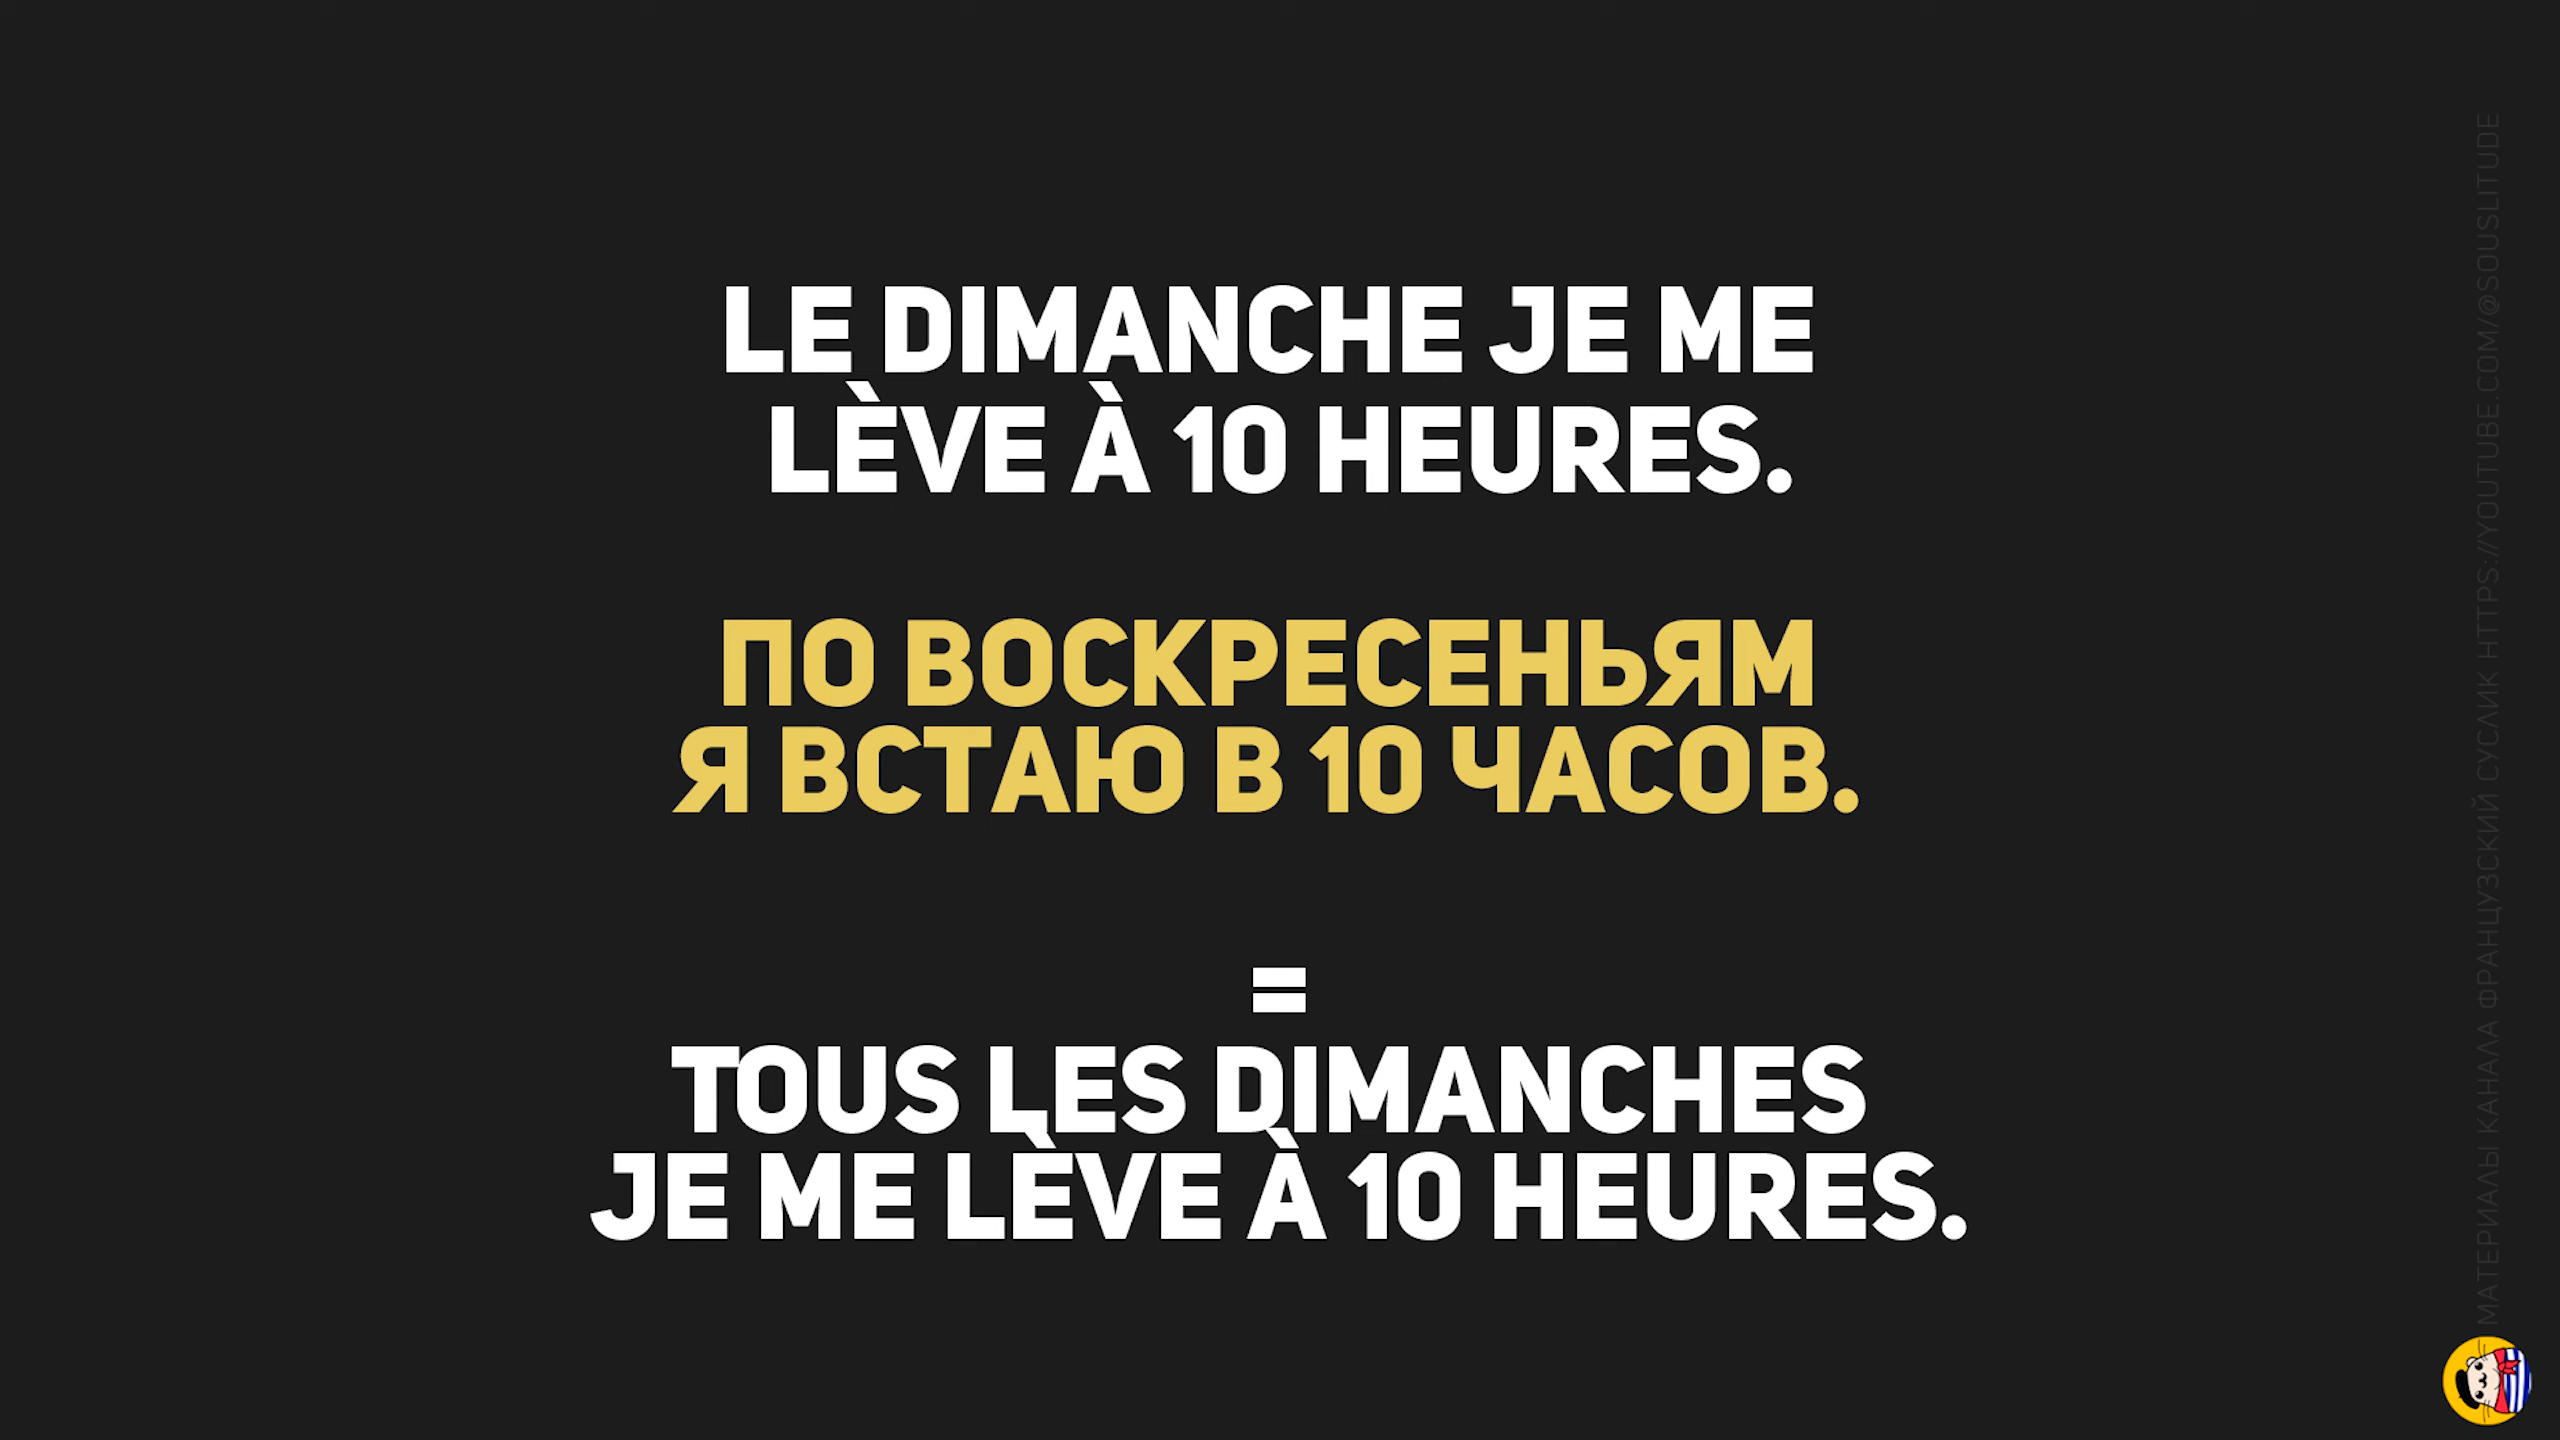 LE DIMANCHE JE ME
LÈVE À 10 HEURES.
ПО ВОСКРЕСЕНЬЯМ
Я ВСТАЮ В 10 ЧАСОВ.
=
TOUS LES DIMANCHES
JE ME LÈVE À 10 HEURES.
МАТЕРИАЛЫ КАНАЛА ФРАНЦУЗСКИЙ СУСЛИК HTTPS://YOUTUBE.COM/@SOUSLITUDE